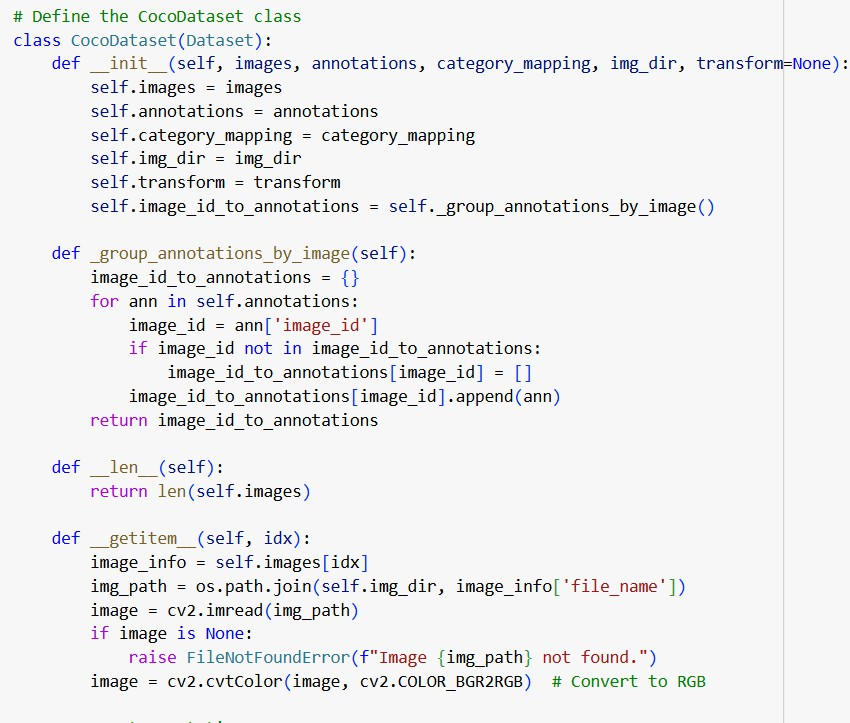 # Define the CocoDataset class
class CocoDataset(Dataset):
    def __init__(self, images, annotations, category_mapping, img_dir, transform=None):
        self.images = images
        self.annotations = annotations
        self.category_mapping = category_mapping
        self.img_dir = img_dir
        self.transform = transform
        self.image_id_to_annotations = self._group_annotations_by_image()

    def _group_annotations_by_image(self):
        image_id_to_annotations = {}
        for ann in self.annotations:
            image_id = ann['image_id']
            if image_id not in image_id_to_annotations:
                image_id_to_annotations[image_id] = []
            image_id_to_annotations[image_id].append(ann)
        return image_id_to_annotations

    def __len__(self):
        return len(self.images)

    def __getitem__(self, idx):
        image_info = self.images[idx]
        img_path = os.path.join(self.img_dir, image_info['file_name'])
        image = cv2.imread(img_path)
        if image is None:
            raise FileNotFoundError(f"Image {img_path} not found.")
        image = cv2.cvtColor(image, cv2.COLOR_BGR2RGB)  # Convert to RGB